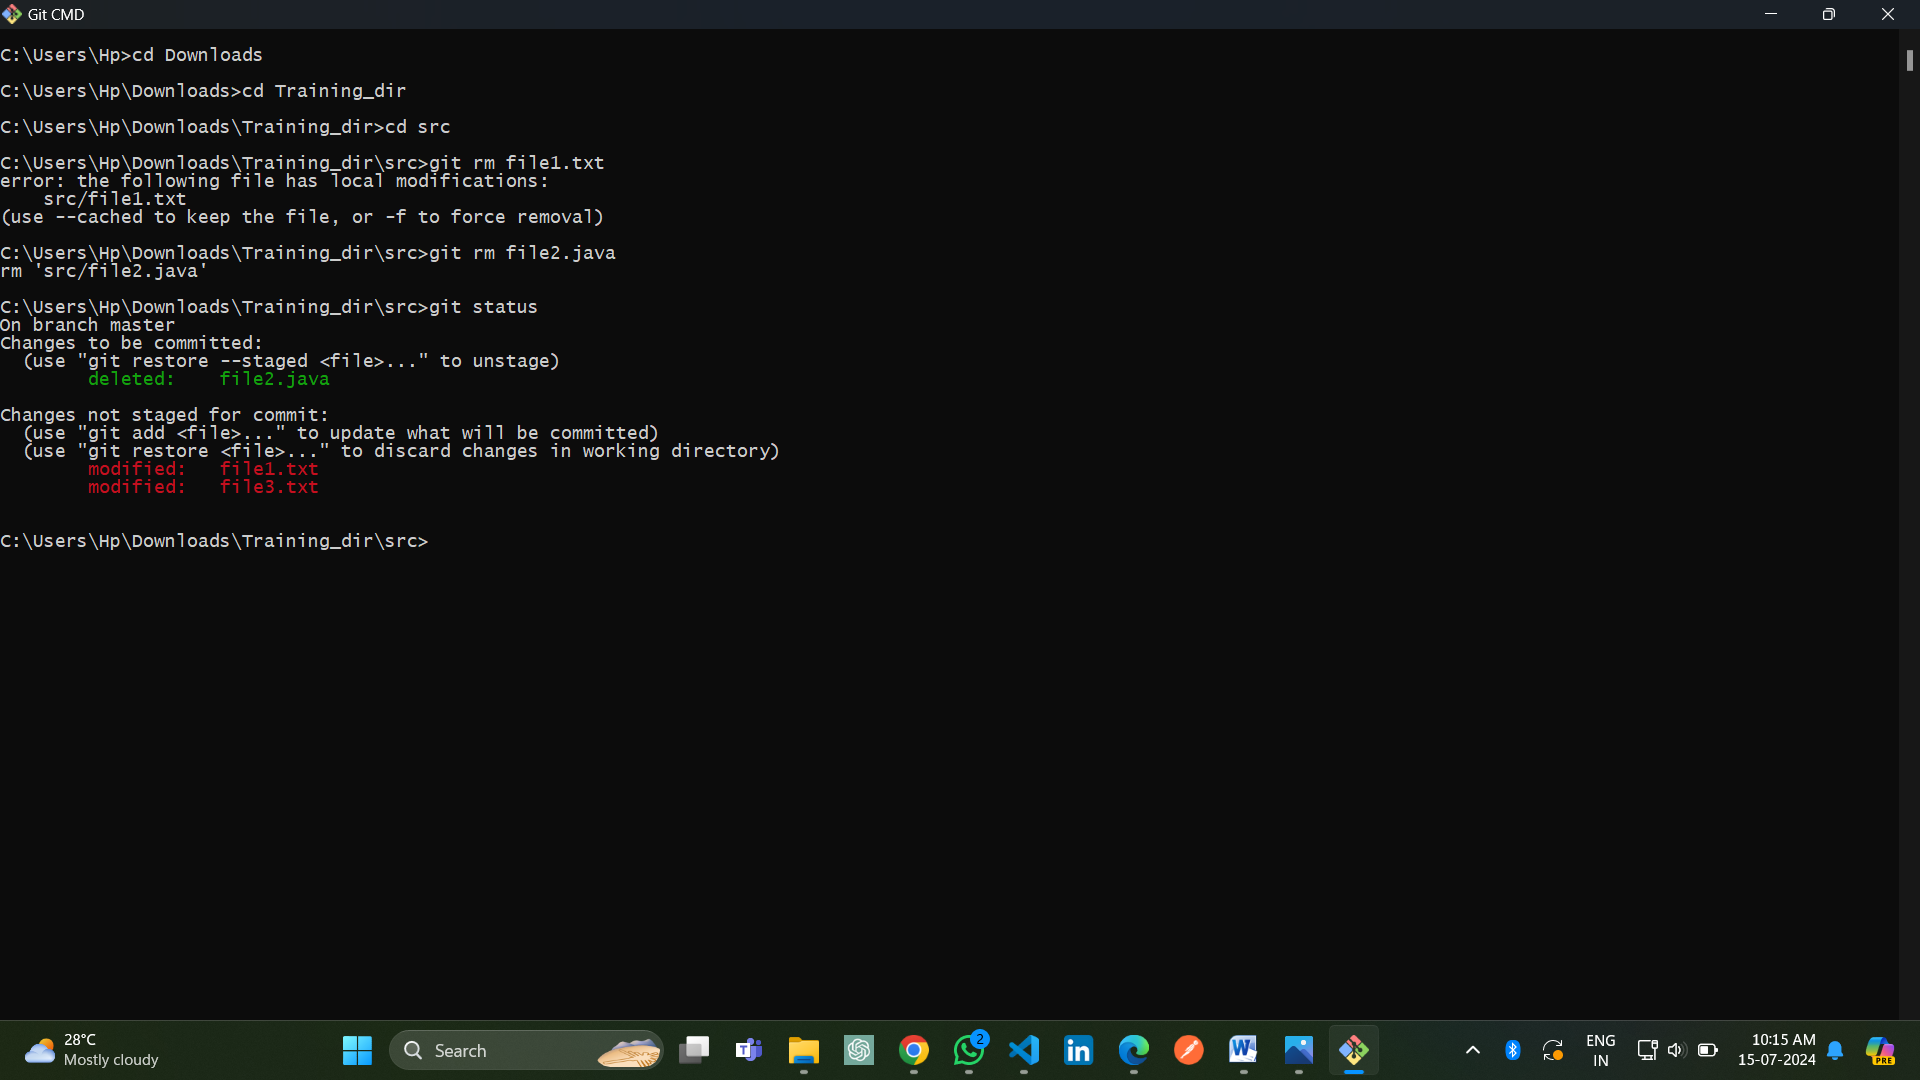 Git CMD
C:\Users\Hp>cd Downloads
C:\Users\Hp\Downloads>cd Training_dir
C:\Users\Hp\Downloads\Training_dir>cd src
C:\Users\Hp\Downloads\Training_dir\src>git rm file1.txt
error: the following file has local modifications:
    src/file1.txt
(use --cached to keep the file, or -f to force removal)
C:\Users\Hp\Downloads\Training_dir\src>git rm file2.java
rm 'src/file2.java'
C:\Users\Hp\Downloads\Training_dir\src>git status
On branch master
Changes to be committed:
  (use "git restore --staged <file>..." to unstage)
        deleted:    file2.java
Changes not staged for commit:
  (use "git add <file>..." to update what will be committed)
  (use "git restore <file>..." to discard changes in working directory)
        modified:   file1.txt
        modified:   file3.txt
C:\Users\Hp\Downloads\Training_dir\src>
28°C
Mostly cloudy
Search
2
ENG
IN
10:15 AM
15-07-2024
PRE